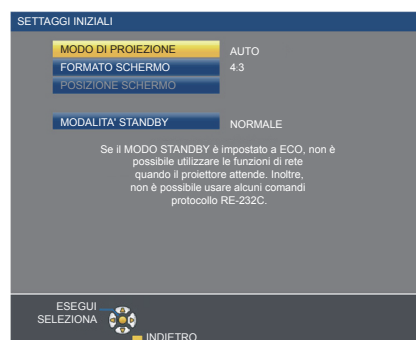 SETTAGGI INIZIALI
MODO DI PROIEZIONE AUTO
FORMATO SCHERMO 4:3
POSIZIONE SCHERMO
MODALITA' STANDBY NORMALE
Se il MODO STANDBY è impostato a ECO, non è
possibile utilizzare le funzioni di rete
quando il proiettore attende. Inoltre,
non è possibile usare alcuni comandi
protocollo RE-232C.
ESEGUI
SELEZIONA
INDIETRO